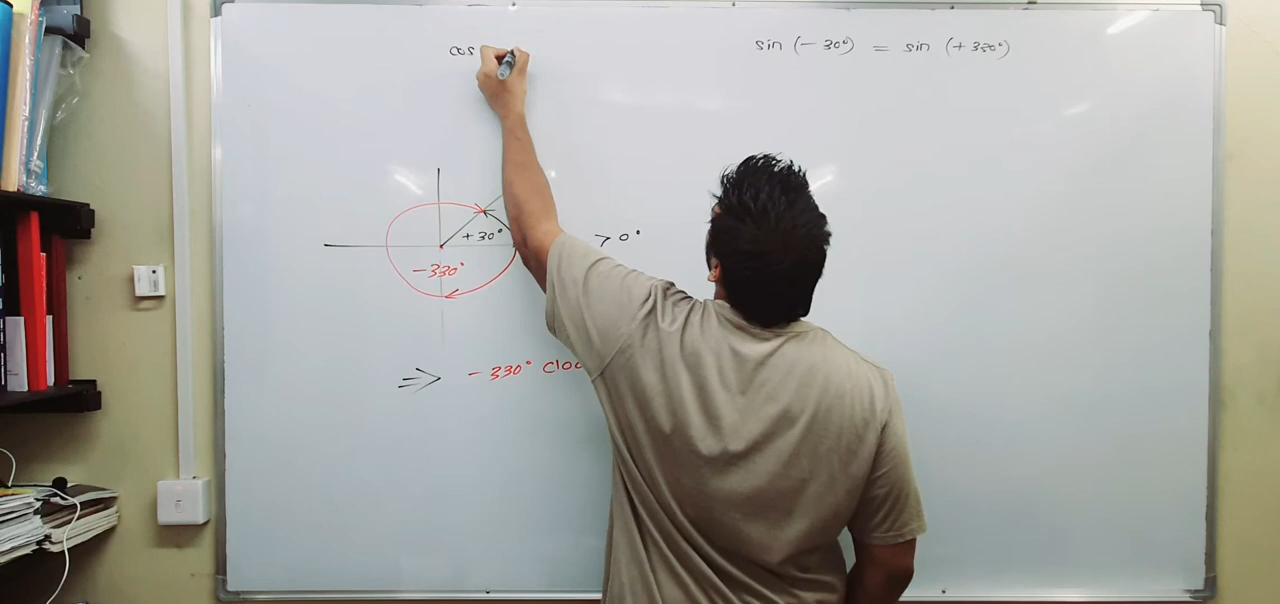 cos
sin (-30°) = sin (+330°)
+30°
> 0°
-330°
⇒ -330° Cloc